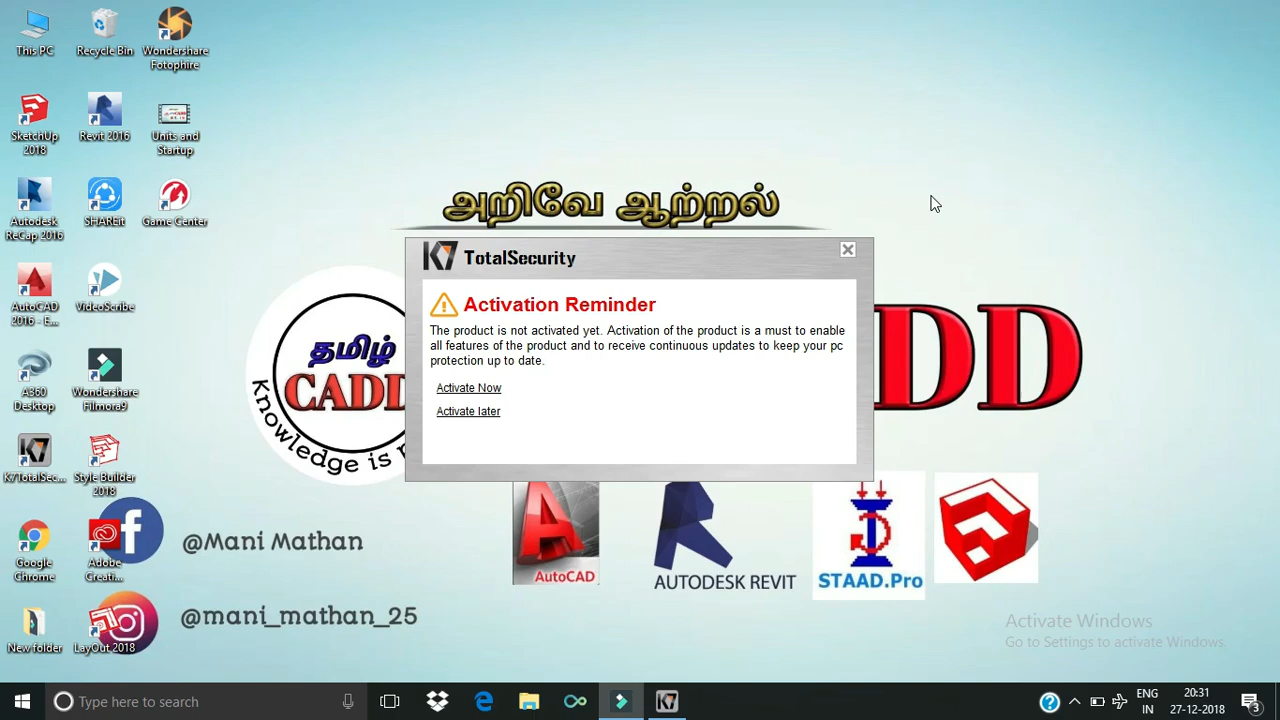 This PC
Recycle Bin
Wondershare
Fotophire
SketchUp
2018
Revit 2016
Units and
Startup
Autodesk
ReCap 2016
SHAREit
Game Center
AutoCAD
2016 - E...
VideoScribe
A360
Desktop
Wondershare
Filmora9
K7TotalSec...
Style Builder
2018
Google
Chrome
Adobe
Creati...
New folder
LayOut 2018
அறிவே ஆற்றல்
K7 TotalSecurity
Activation Reminder
The product is not activated yet. Activation of the product is a must to enable
all features of the product and to receive continuous updates to keep your pc
protection up to date.
Activate Now
Activate later
தமிழ்
CADD
Knowledge is
DD
AutoCAD
AUTODESK REVIT
STAAD.Pro
@Mani Mathan
@mani_mathan_25
Activate Windows
Go to Settings to activate Windows.
Type here to search
K7
ENG
IN
20:31
27-12-2018
3